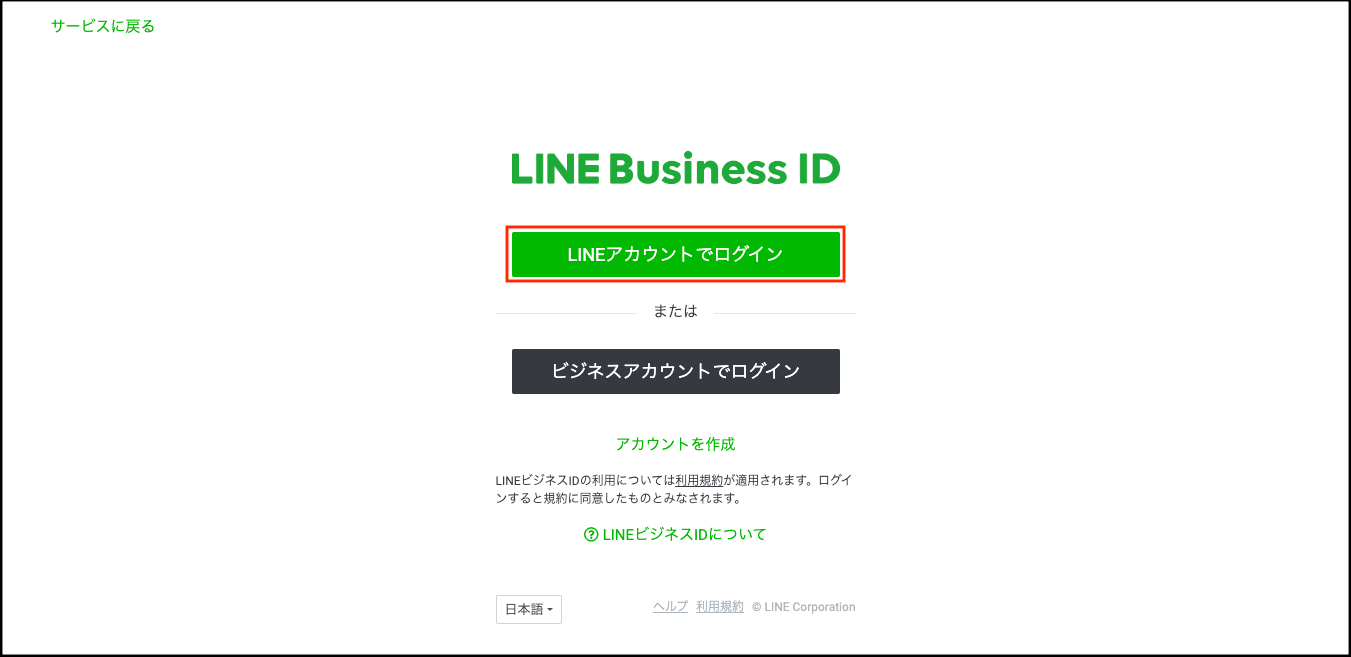 サービスに戻る
LINE Business ID
LINEアカウントでログイン
または
ビジネスアカウントでログイン
アカウントを作成
LINEビジネスIDの利用については利用規約が適用されます。ログイ
ンすると規約に同意したものとみなされます。
? LINEビジネスIDについて
日本語
ヘルプ 利用規約 © LINE Corporation